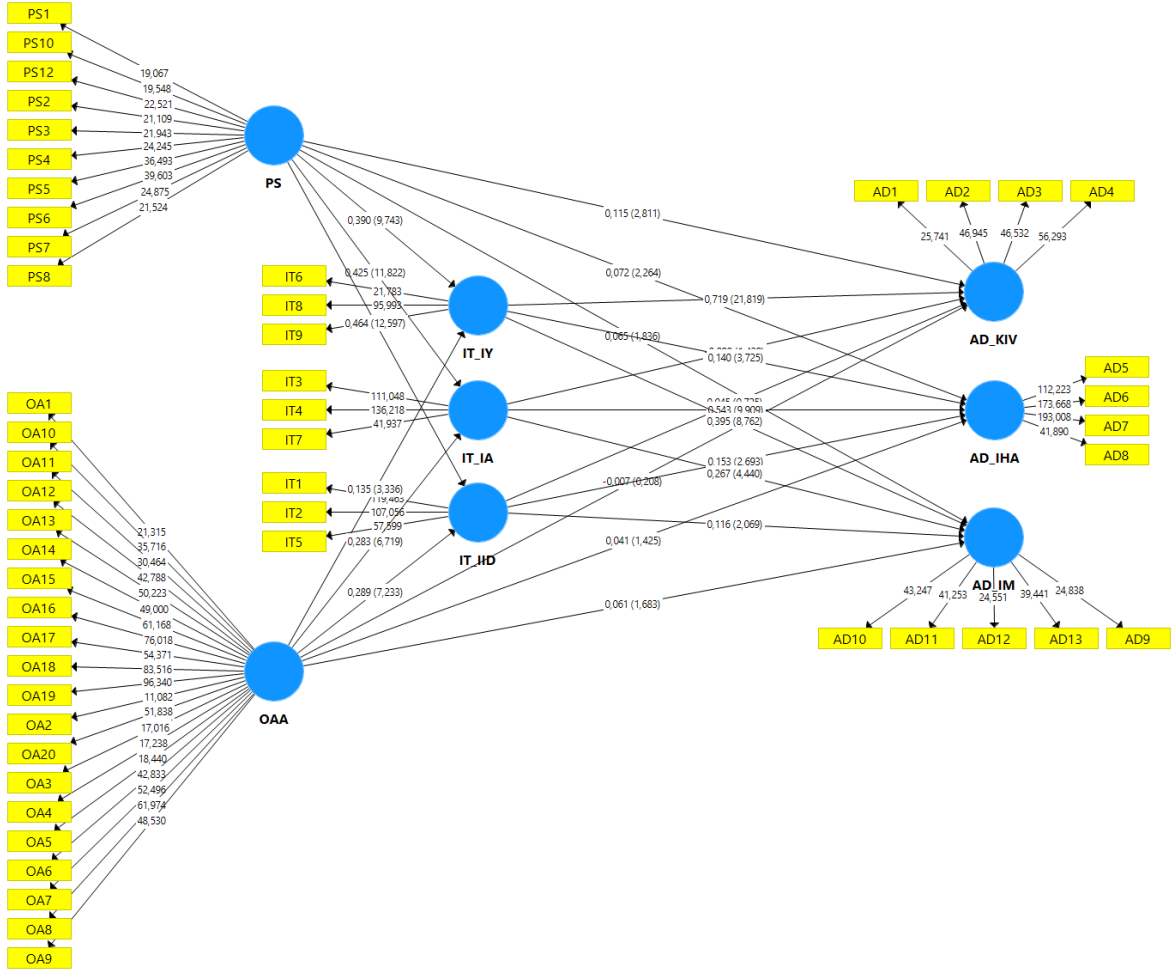 PS1
PS10
PS12
PS2
PS3
PS4
PS5
PS6
PS7
PS8
19,067
19,548
22,521
21,109
21,943
24,245
36,493
39,603
24,875
21,524
PS
0,390 (9,743)
0,425 (11,822)
0,464 (12,597)
0,115 (2,811)
0,072 (2,264)
0,065 (1,836)
IT6
IT8
IT9
21,783
95,993
IT_IY
0,719 (21,819)
0,140 (3,725)
IT3
IT4
IT7
111,048
136,218
41,937
IT_IA
0,543 (9,909)
0,395 (8,762)
IT1
IT2
IT5
107,056
57,599
IT_IID
0,153 (2,693)
0,267 (4,440)
0,116 (2,069)
0,135 (3,336)
0,283 (6,719)
0,289 (7,233)
-0,007 (0,208)
0,041 (1,425)
0,061 (1,683)
AD1
AD2
AD3
AD4
25,741
46,945
46,532
56,293
AD_KIV
AD5
AD6
AD7
AD8
112,223
173,668
193,008
41,890
AD_IHA
AD_IM
43,247
41,253
24,551
39,441
24,838
AD10
AD11
AD12
AD13
AD9
OA1
OA10
OA11
OA12
OA13
OA14
OA15
OA16
OA17
OA18
OA19
OA2
OA20
OA3
OA4
OA5
OA6
OA7
OA8
OA9
21,315
35,716
30,464
42,788
50,223
49,000
61,168
76,018
54,371
83,516
96,340
11,082
51,838
17,016
17,238
18,440
42,833
52,496
61,974
48,530
OAA